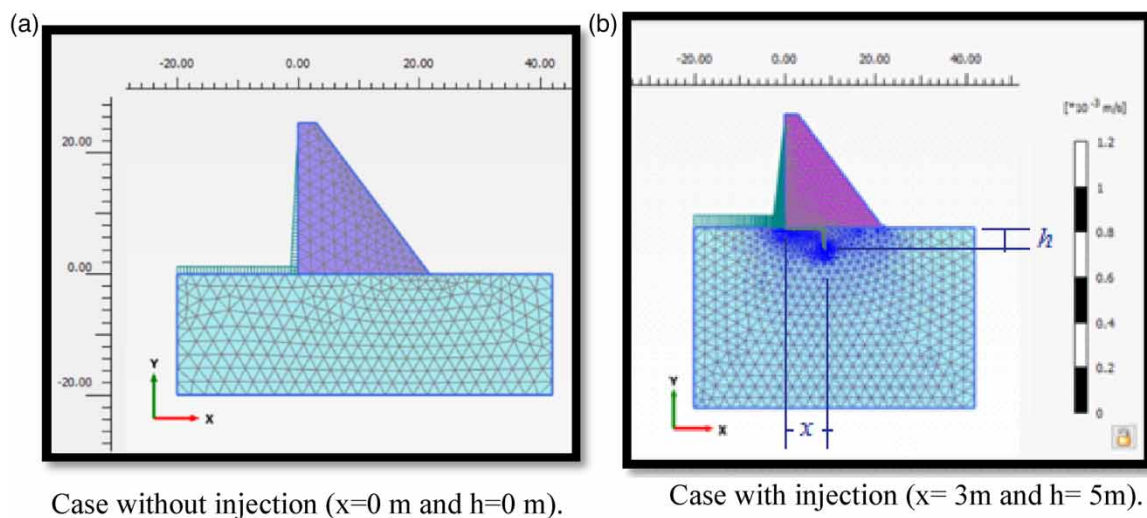 (a)
-20.00 0.00 20.00 40.00
20.00
0.00
-20.00
Y
X
Case without injection (x=0 m and h=0 m).
(b)
-20.00 0.00 20.00 40.00
[*10⁻³ m/s]
1.2
1
0.8
0.6
0.4
0.2
0
h
x
Y
X
Case with injection (x= 3m and h= 5m).